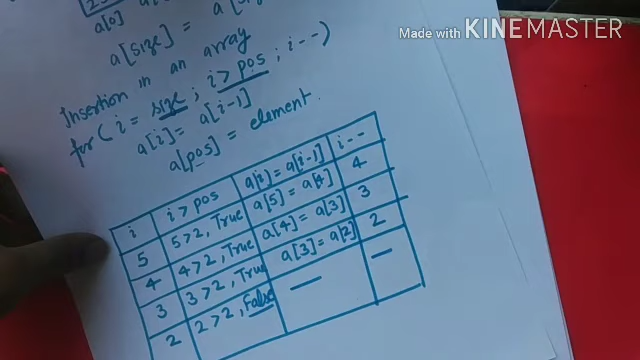 a[0]
a[size] =
Insertion in an array
for( i = size ; i > pos ; i-- )
a[i] = a[i-1]
a[pos] = element.
i | i > pos | a[i] = a[i-1] | i--
5 | 5>2, True | a[5] = a[4] | 4
4 | 4>2, True | a[4] = a[3] | 3
3 | 3>2, True | a[3] = a[2] | 2
2 | 2>2, False | — | —
Made with KINEMASTER